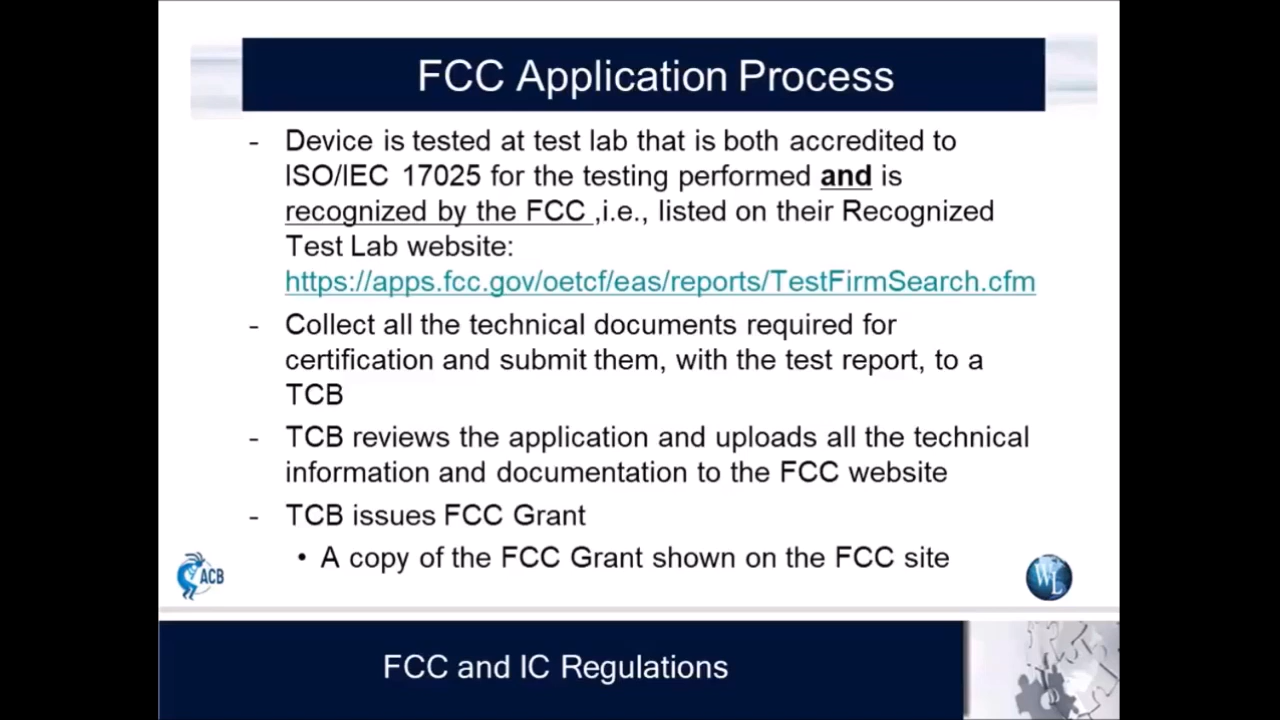 FCC Application Process
- Device is tested at test lab that is both accredited to
ISO/IEC 17025 for the testing performed and is
recognized by the FCC ,i.e., listed on their Recognized
Test Lab website:
https://apps.fcc.gov/oetcf/eas/reports/TestFirmSearch.cfm
- Collect all the technical documents required for
certification and submit them, with the test report, to a
TCB
- TCB reviews the application and uploads all the technical
information and documentation to the FCC website
- TCB issues FCC Grant
• A copy of the FCC Grant shown on the FCC site
ACB
WL
FCC and IC Regulations